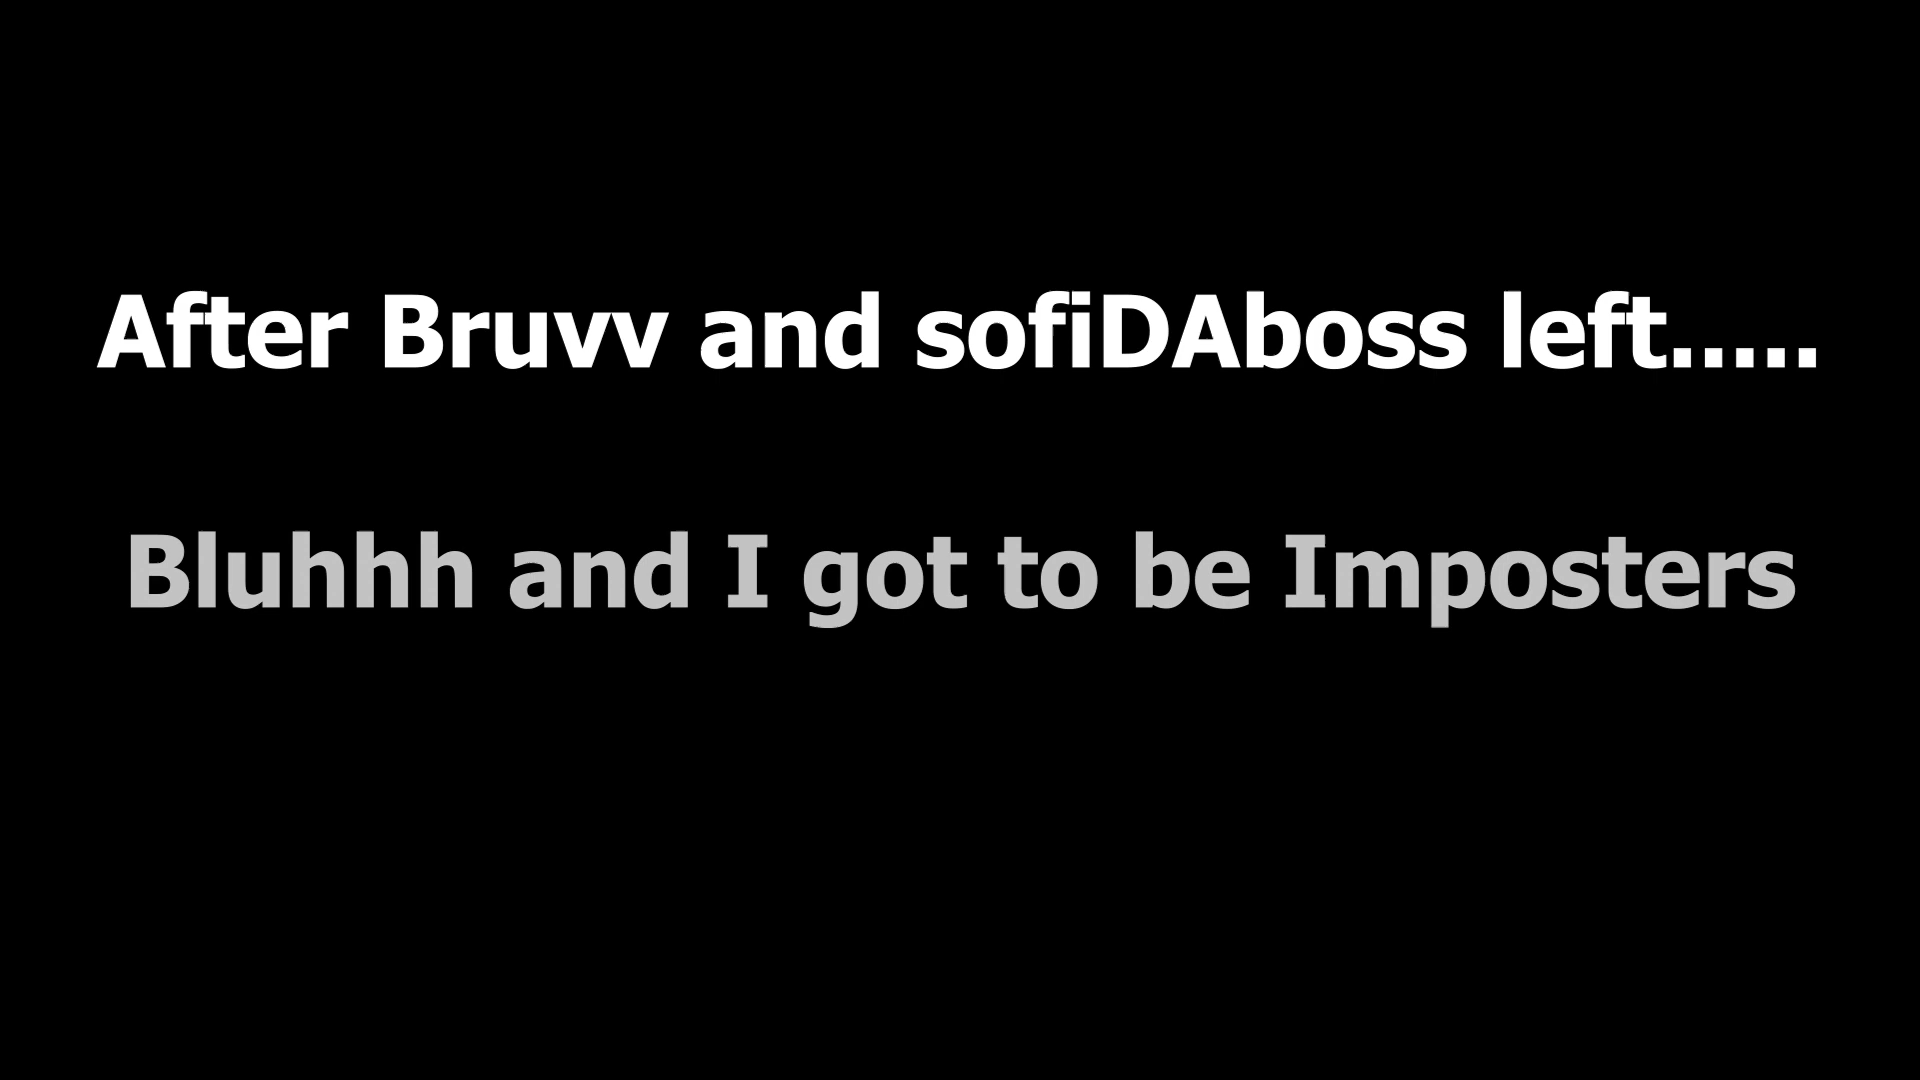 After Bruvv and sofiDAboss left.....
Bluhhh and I got to be Imposters